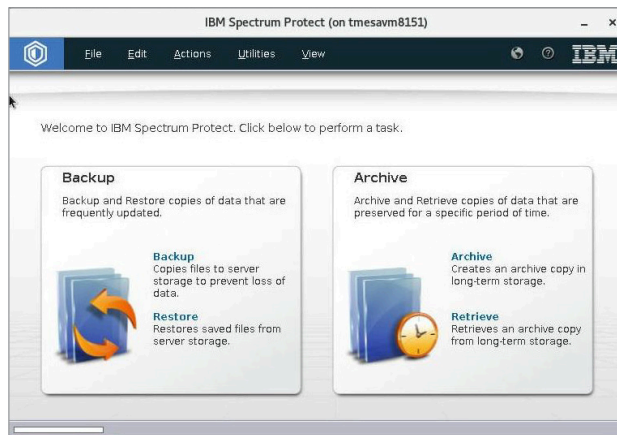 IBM Spectrum Protect (on tmesavm8151)
File Edit Actions Utilities View
IBM
Welcome to IBM Spectrum Protect. Click below to perform a task.
Backup
Backup and Restore copies of data that are
frequently updated.
Backup
Copies files to server
storage to prevent loss of
data.
Restore
Restores saved files from
server storage.
Archive
Archive and Retrieve copies of data that are
preserved for a specific period of time.
Archive
Creates an archive copy in
long-term storage.
Retrieve
Retrieves an archive copy
from long-term storage.